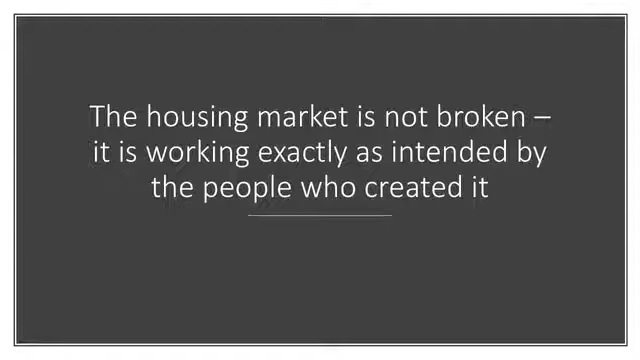 The housing market is not broken –
it is working exactly as intended by
the people who created it